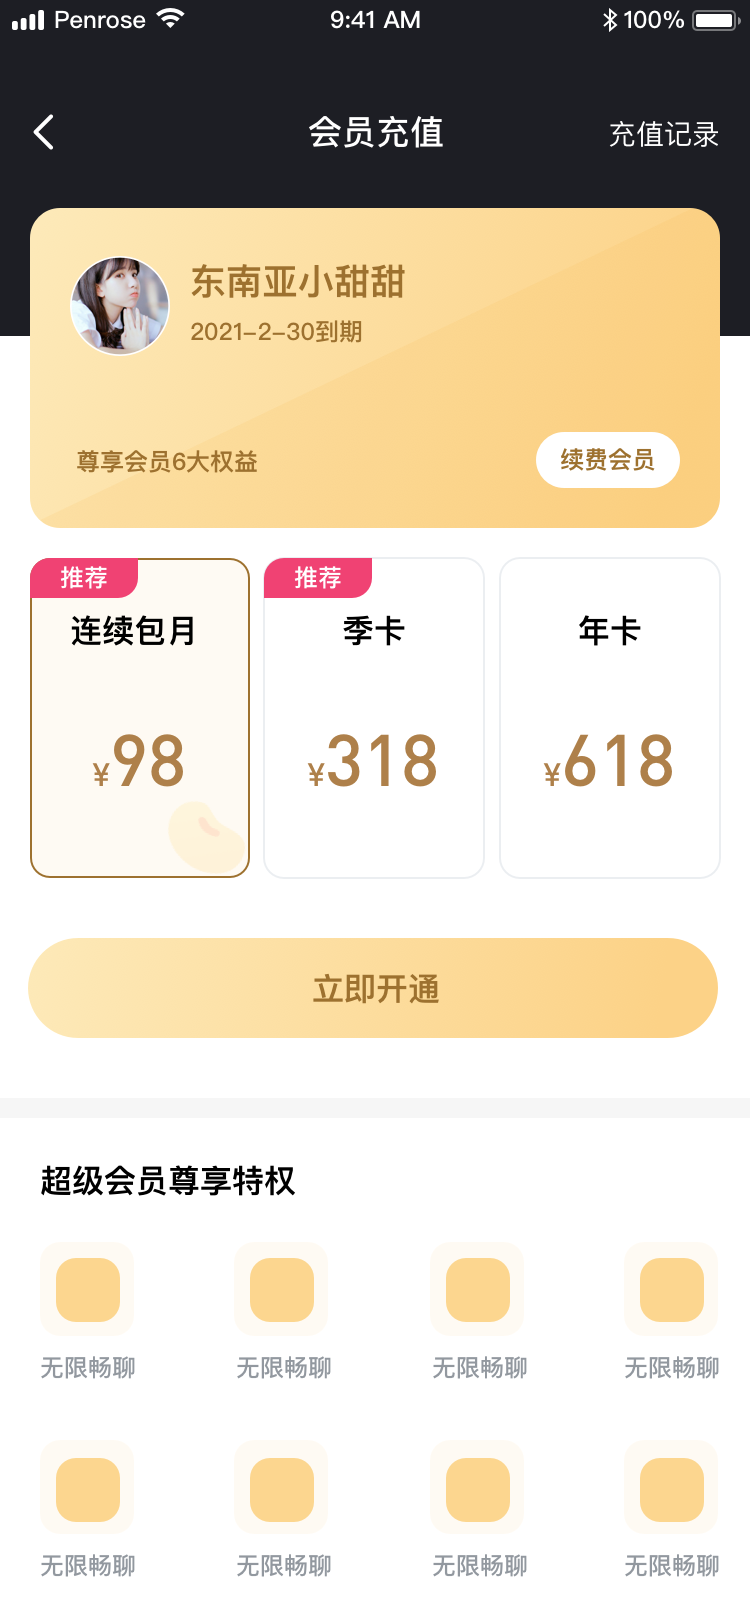 Penrose 9:41 AM 100%
会员充值 充值记录
东南亚小甜甜
2021-2-30到期
尊享会员6大权益 续费会员
推荐 推荐
连续包月 季卡 年卡
¥98 ¥318 ¥618
立即开通
超级会员尊享特权
无限畅聊 无限畅聊 无限畅聊 无限畅聊
无限畅聊 无限畅聊 无限畅聊 无限畅聊